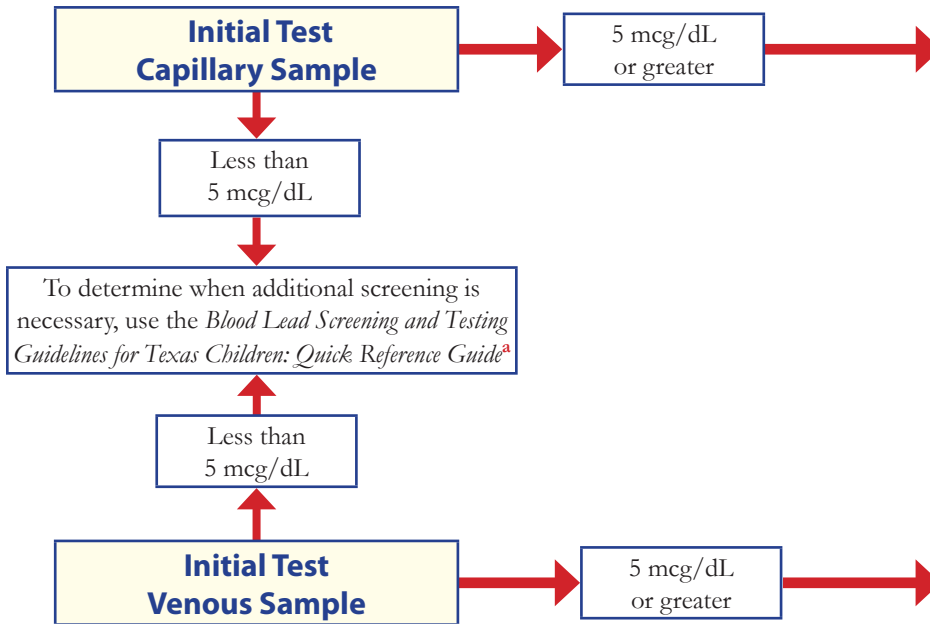 Initial Test
Capillary Sample
5 mcg/dL
or greater
Less than
5 mcg/dL
To determine when additional screening is
necessary, use the Blood Lead Screening and Testing
Guidelines for Texas Children: Quick Reference Guideᵃ
Less than
5 mcg/dL
Initial Test
Venous Sample
5 mcg/dL
or greater